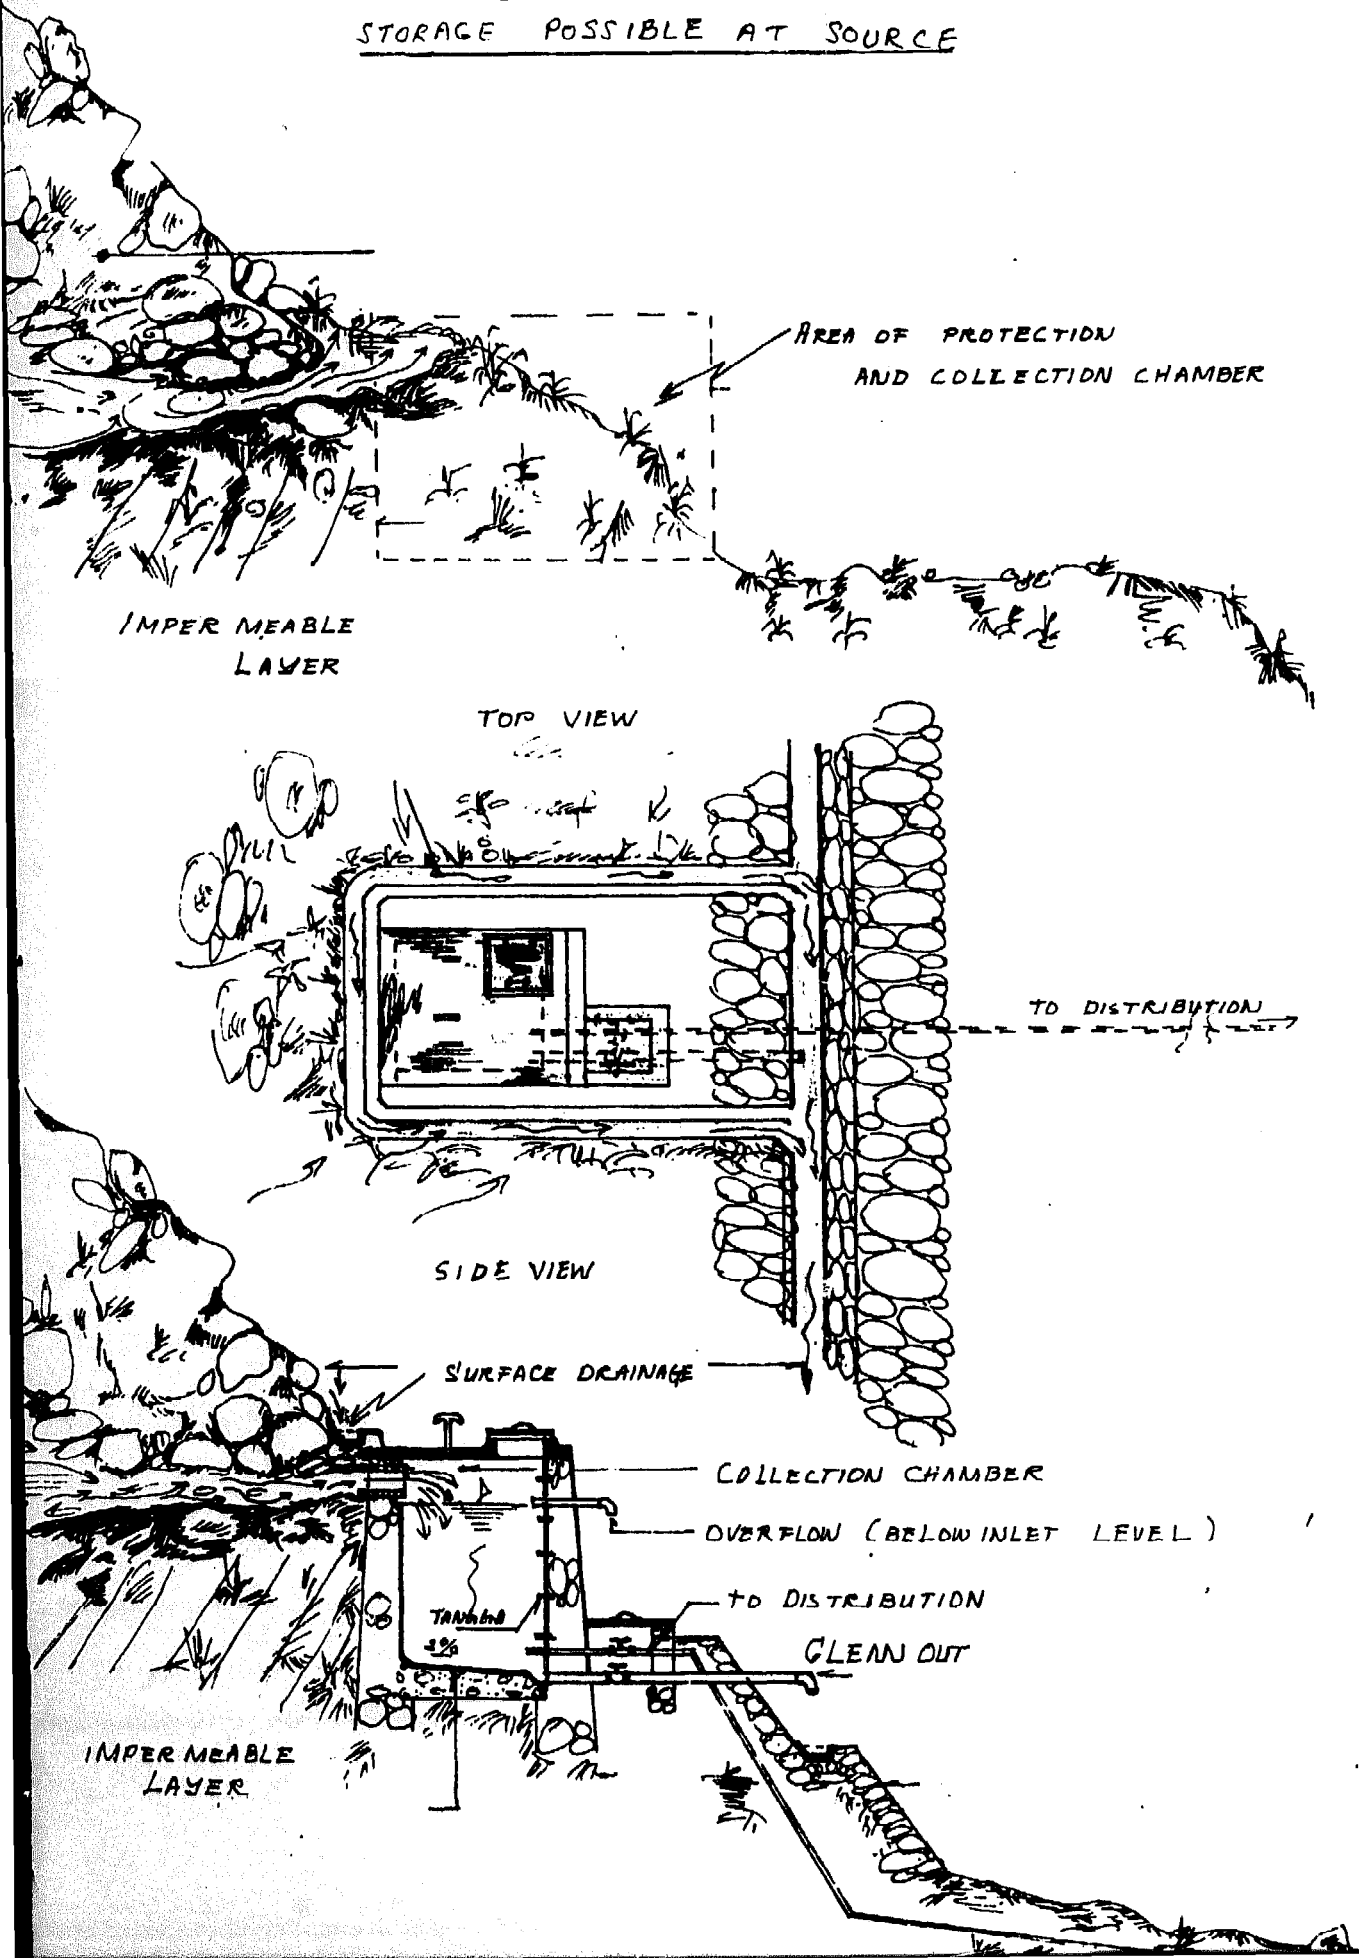 STORAGE POSSIBLE AT SOURCE
AREA OF PROTECTION
AND COLLECTION CHAMBER
IMPERMEABLE
LAYER
TOP VIEW
TO DISTRIBUTION
SIDE VIEW
SURFACE DRAINAGE
COLLECTION CHAMBER
OVERFLOW (BELOW INLET LEVEL)
TO DISTRIBUTION
CLEAN OUT
IMPERMEABLE
LAYER